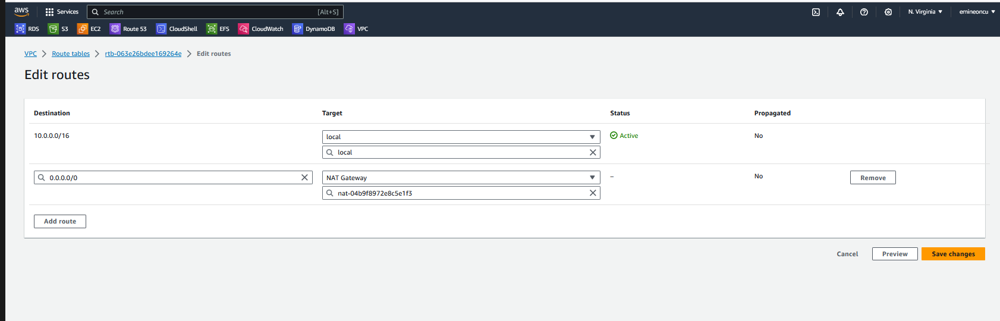 aws Services Search [Alt+S] N. Virginia emineoncu
RDS S3 EC2 Route 53 CloudShell EFS CloudWatch DynamoDB VPC
VPC Route tables rtb-063e26bdee169264e Edit routes
Edit routes
Destination Target Status Propagated
10.0.0.0/16 local Active No
local
0.0.0.0/0 NAT Gateway – No Remove
nat-04b9f8972e8c5e1f3
Add route
Cancel Preview Save changes